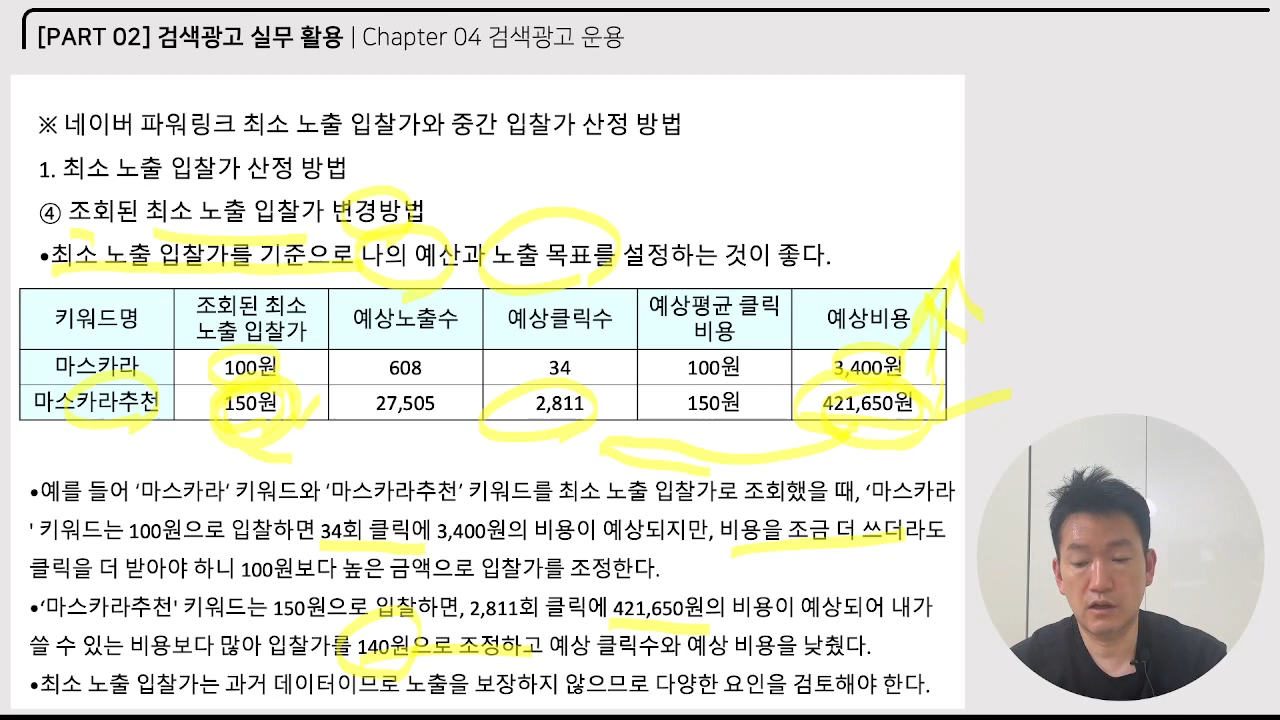 [PART 02] 검색광고 실무 활용 | Chapter 04 검색광고 운용
※ 네이버 파워링크 최소 노출 입찰가와 중간 입찰가 산정 방법
1. 최소 노출 입찰가 산정 방법
④ 조회된 최소 노출 입찰가 변경방법
•최소 노출 입찰가를 기준으로 나의 예산과 노출 목표를 설정하는 것이 좋다.
키워드명 조회된 최소 노출 입찰가 예상노출수 예상클릭수 예상평균 클릭 비용 예상비용
마스카라 100원 608 34 100원 3,400원
마스카라추천 150원 27,505 2,811 150원 421,650원
•예를 들어 ‘마스카라‘ 키워드와 ‘마스카라추천’ 키워드를 최소 노출 입찰가로 조회했을 때, ‘마스카라
' 키워드는 100원으로 입찰하면 34회 클릭에 3,400원의 비용이 예상되지만, 비용을 조금 더 쓰더라도
클릭을 더 받아야 하니 100원보다 높은 금액으로 입찰가를 조정한다.
•‘마스카라추천' 키워드는 150원으로 입찰하면, 2,811회 클릭에 421,650원의 비용이 예상되어 내가
쓸 수 있는 비용보다 많아 입찰가를 140원으로 조정하고 예상 클릭수와 예상 비용을 낮췄다.
•최소 노출 입찰가는 과거 데이터이므로 노출을 보장하지 않으므로 다양한 요인을 검토해야 한다.